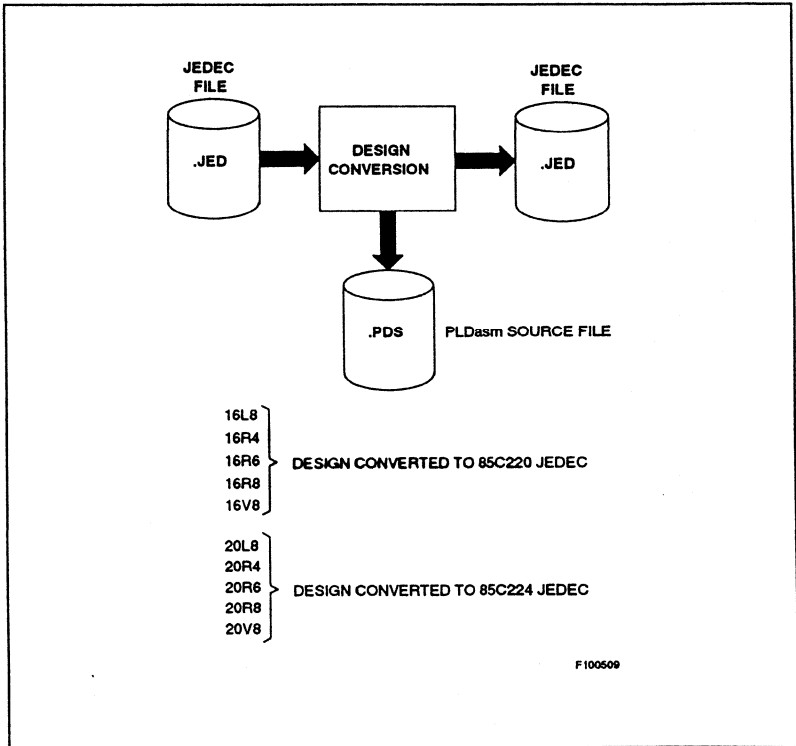 JEDEC
FILE
JEDEC
FILE
.JED
DESIGN
CONVERSION
.JED
.PDS
PLDasm SOURCE FILE
16L8
16R4
16R6
16R8
16V8
DESIGN CONVERTED TO 85C220 JEDEC
20L8
20R4
20R6
20R8
20V8
DESIGN CONVERTED TO 85C224 JEDEC
F100509